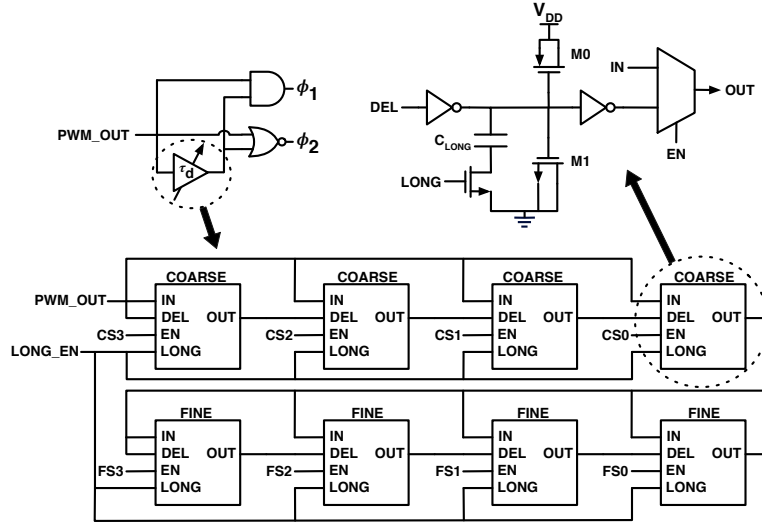 V_DD
M0
IN
ϕ1
DEL
OUT
PWM_OUT
ϕ2
C_LONG
τd
M1
EN
LONG
COARSE COARSE COARSE COARSE
PWM_OUT
IN IN IN IN
DEL OUT DEL OUT DEL OUT DEL OUT
CS3 EN CS2 EN CS1 EN CS0 EN
LONG_EN LONG LONG LONG LONG
FINE FINE FINE FINE
IN IN IN IN
DEL OUT DEL OUT DEL OUT DEL OUT
FS3 EN FS2 EN FS1 EN FS0 EN
LONG LONG LONG LONG